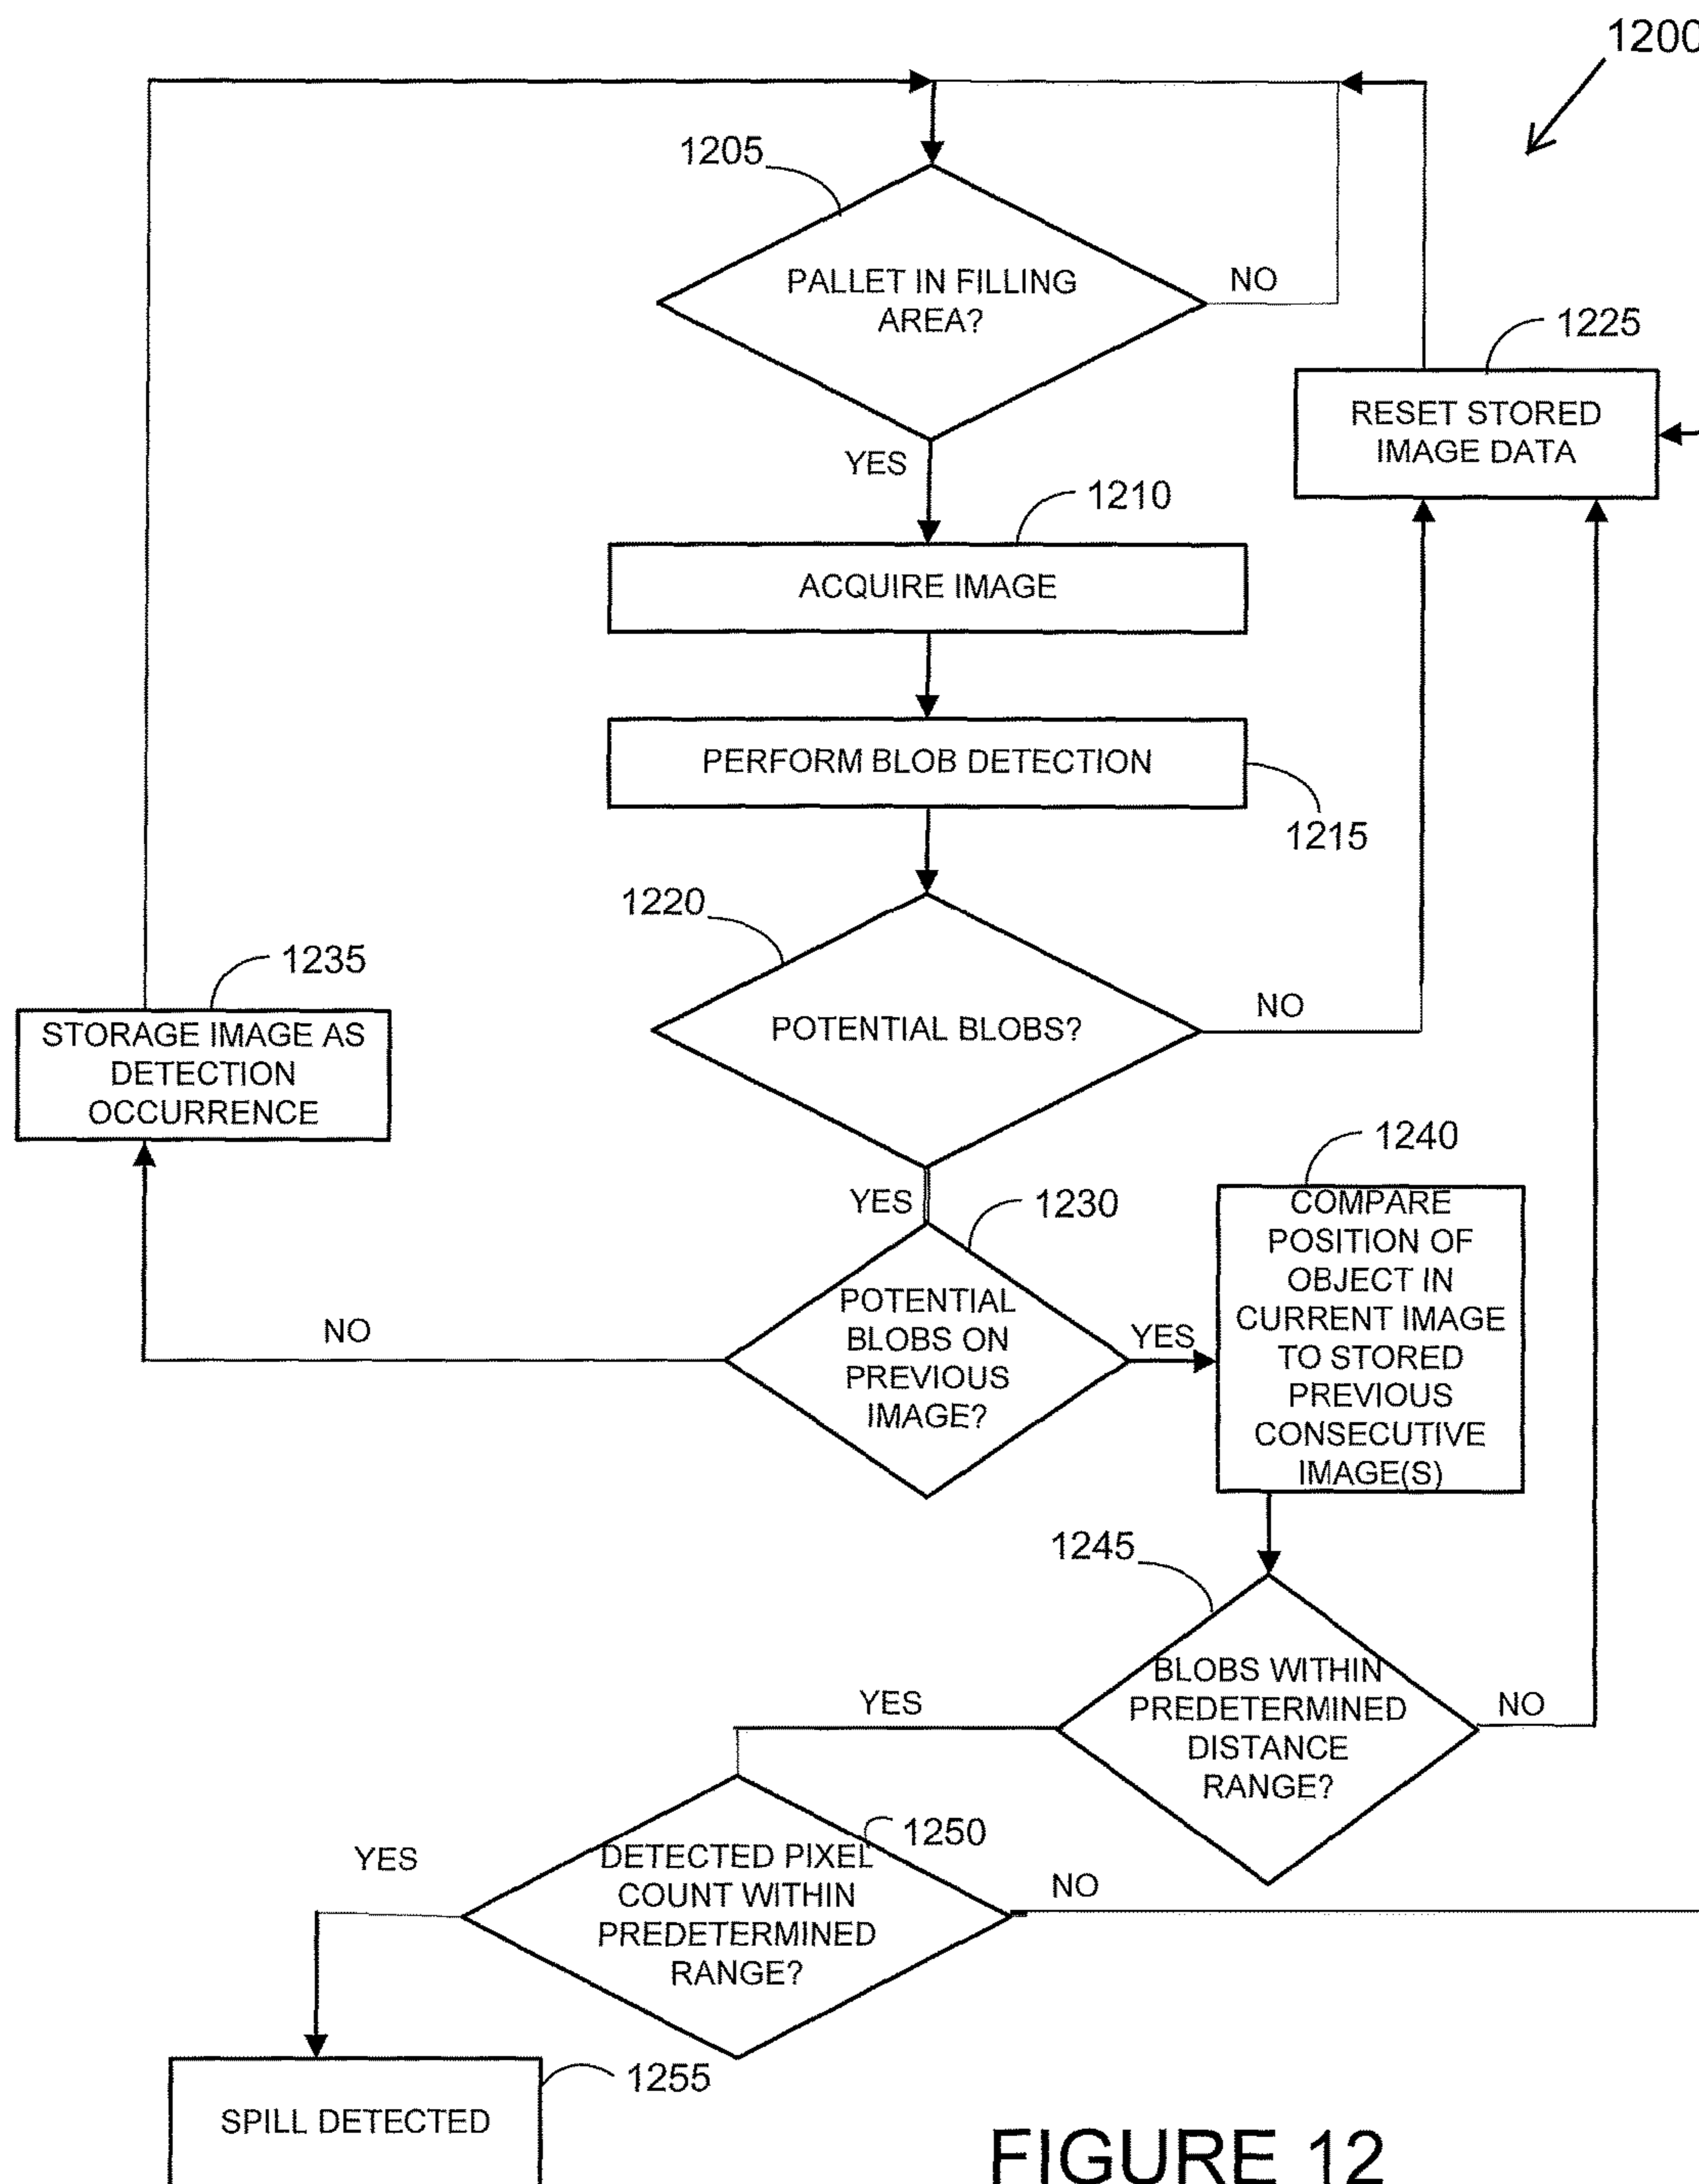 1200
1205
PALLET IN FILLING
AREA?
NO
1225
RESET STORED
IMAGE DATA
YES
1210
ACQUIRE IMAGE
PERFORM BLOB DETECTION
1215
1220
POTENTIAL BLOBS?
NO
1235
STORAGE IMAGE AS
DETECTION
OCCURRENCE
YES
1230
POTENTIAL
BLOBS ON
PREVIOUS
IMAGE?
NO
YES
1240
COMPARE
POSITION OF
OBJECT IN
CURRENT IMAGE
TO STORED
PREVIOUS
CONSECUTIVE
IMAGE(S)
1245
BLOBS WITHIN
PREDETERMINED
DISTANCE
RANGE?
YES
NO
1250
DETECTED PIXEL
COUNT WITHIN
PREDETERMINED
RANGE?
YES
NO
1255
SPILL DETECTED
FIGURE 12